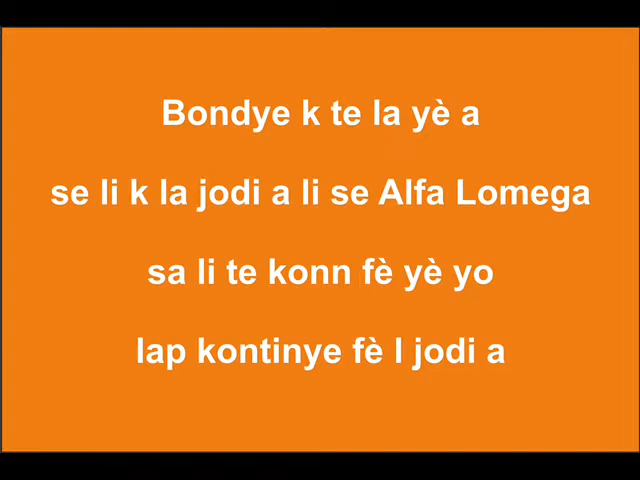 Bondye k te la yè a
se li k la jodi a li se Alfa Lomega
sa li te konn fè yè yo
lap kontinye fè l jodi a